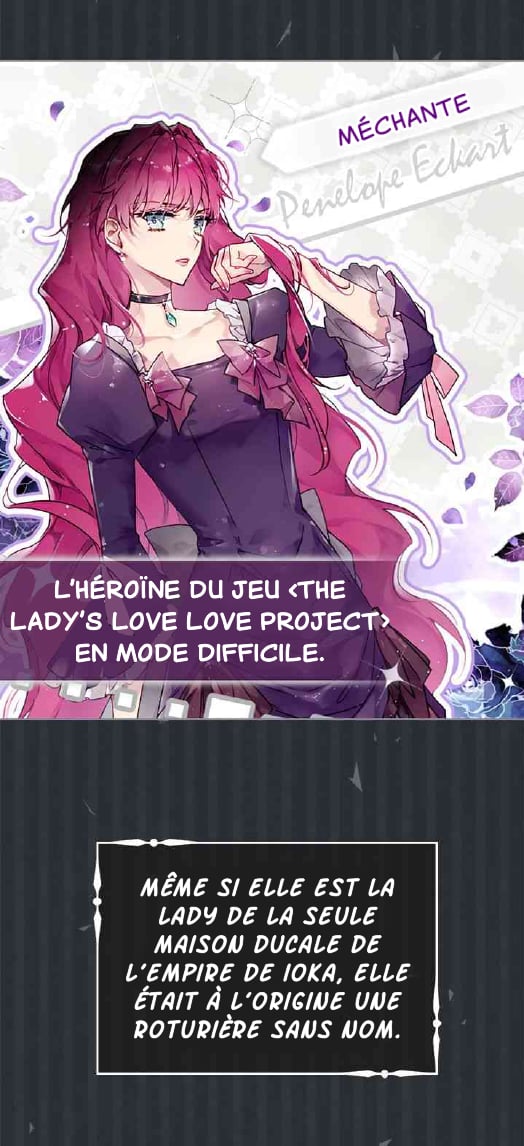 MÉCHANTE
Penelope Eckart
L'HÉROÏNE DU JEU <THE
LADY'S LOVE LOVE PROJECT>
EN MODE DIFFICILE.
MÊME SI ELLE EST LA
LADY DE LA SEULE
MAISON DUCALE DE
L'EMPIRE DE IOKA, ELLE
ÉTAIT À L'ORIGINE UNE
ROTURIÈRE SANS NOM.